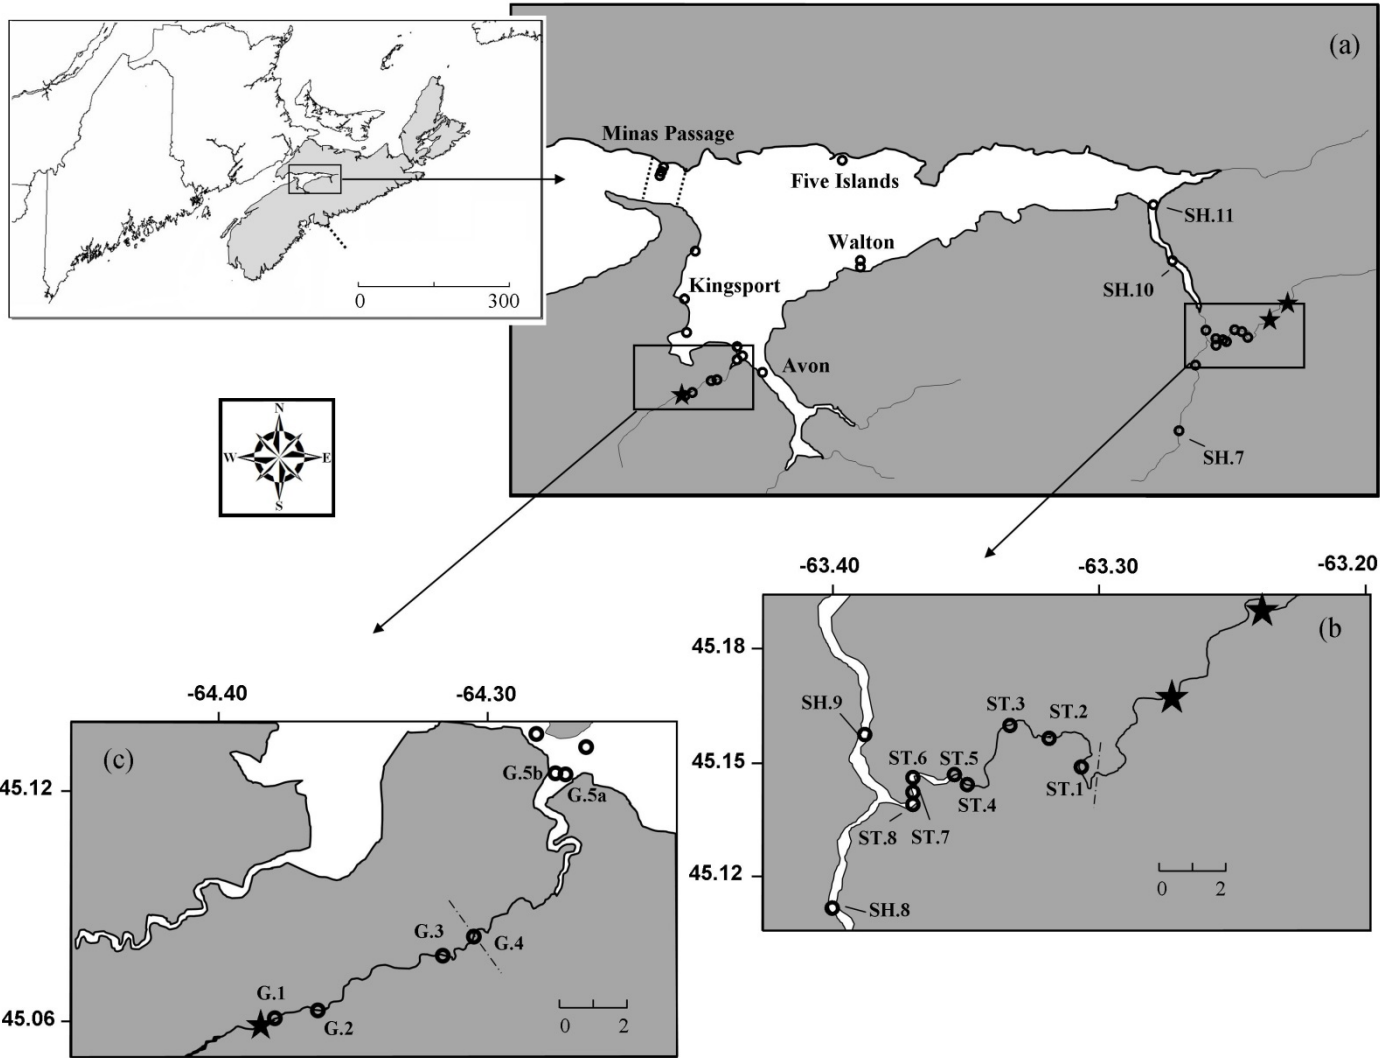 (a)
Minas Passage
Five Islands
SH.11
Walton
SH.10
Kingsport
0 300
Avon
SH.7
N
W E
S
-63.40 -63.30 -63.20
(b
45.18
SH.9
ST.3
ST.2
45.15
ST.6 ST.5
ST.1
ST.4
ST.8 ST.7
45.12
0 2
SH.8
-64.40 -64.30
(c)
G.5b
45.12
G.5a
G.3
G.4
G.1
45.06
G.2
0 2